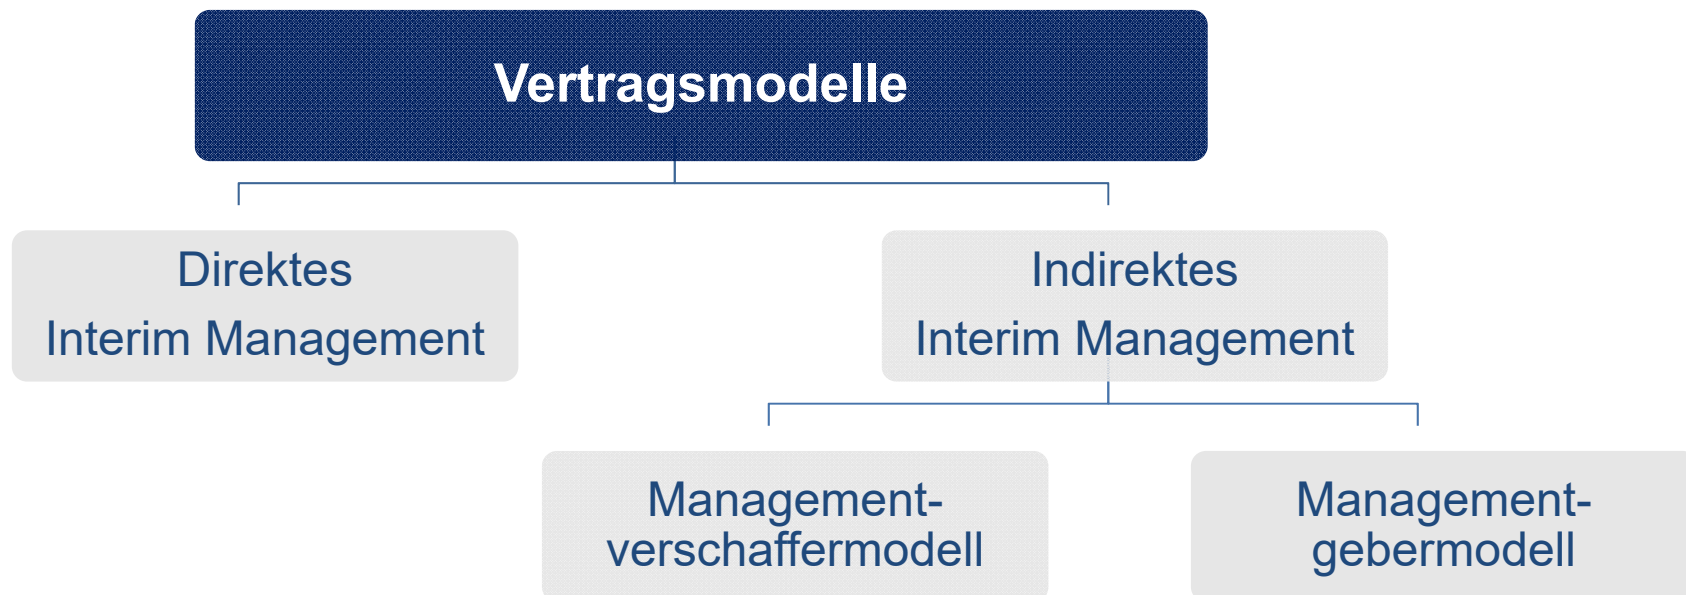 Vertragsmodelle
Direktes
Interim Management
Indirektes
Interim Management
Management-
verschaffermodell
Management-
gebermodell